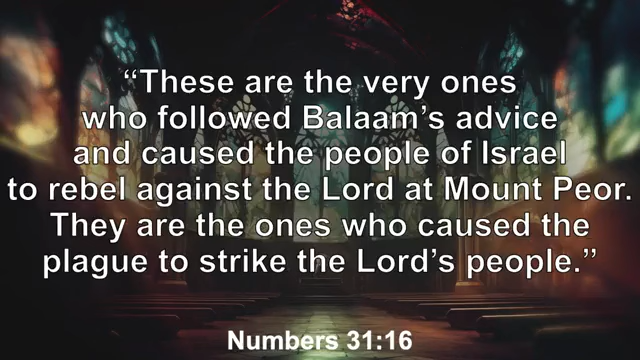 “These are the very ones
who followed Balaam’s advice
and caused the people of Israel
to rebel against the Lord at Mount Peor.
They are the ones who caused the
plague to strike the Lord’s people.”
Numbers 31:16